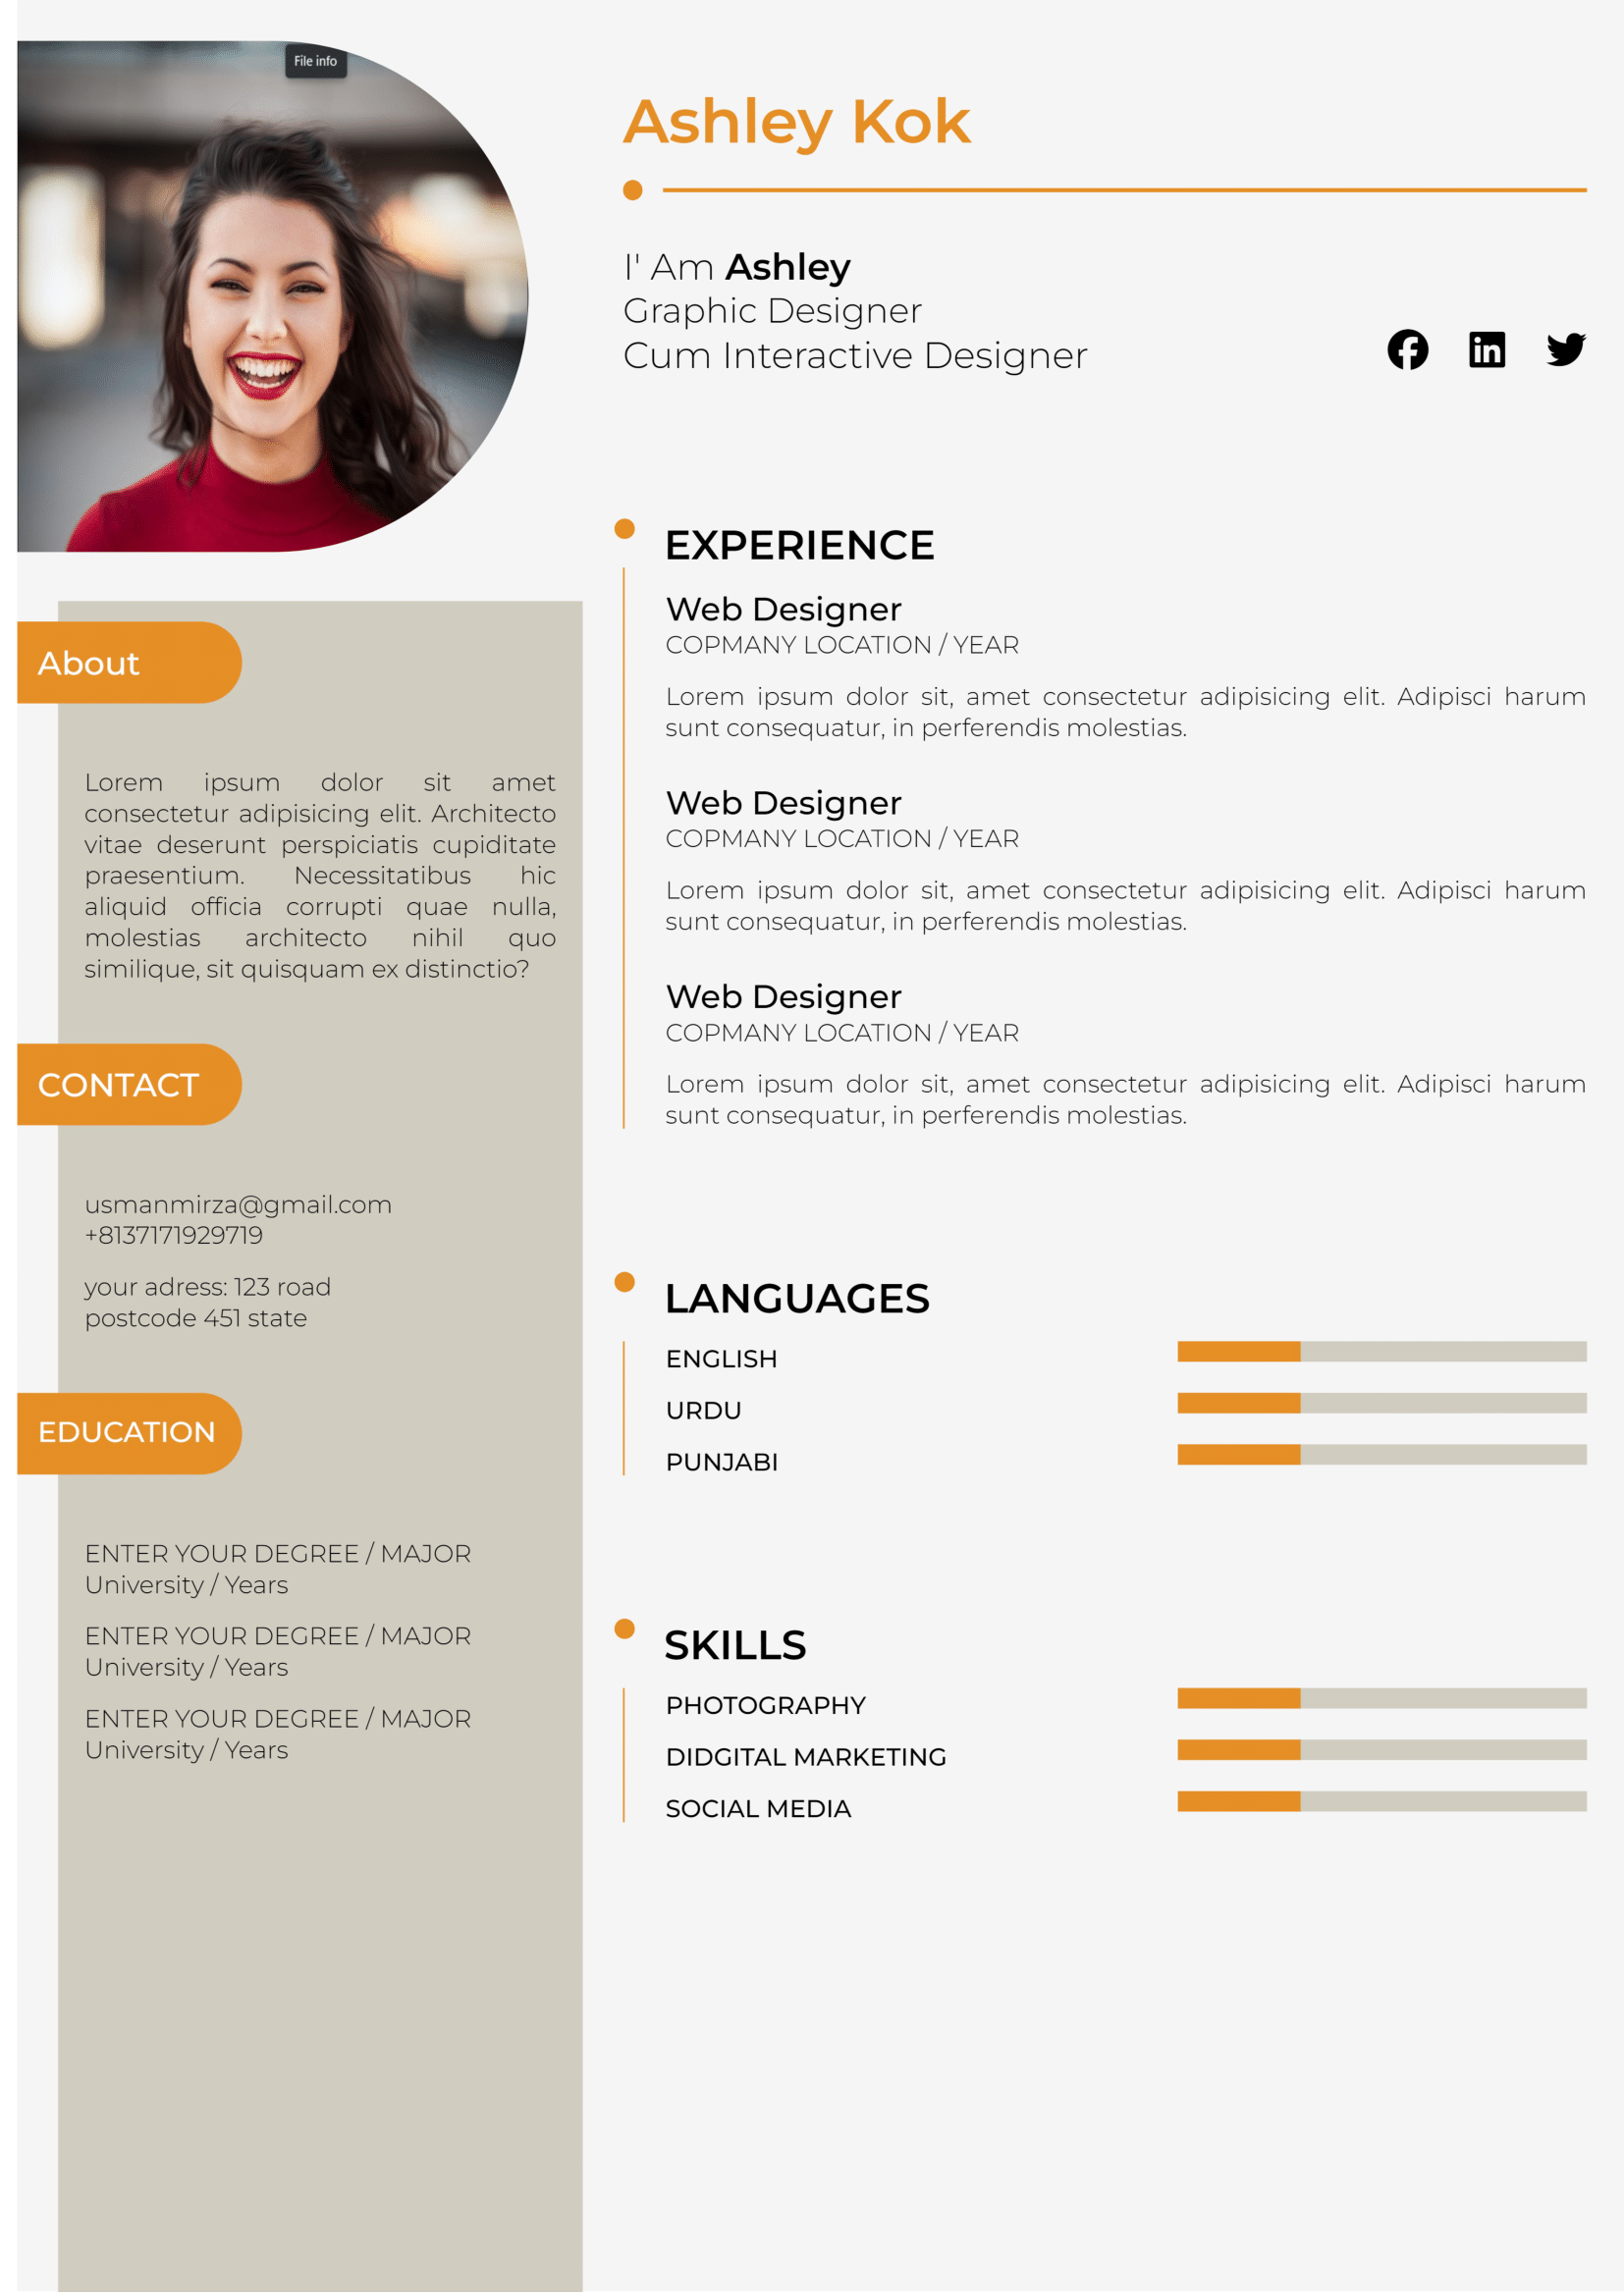 File info
Ashley Kok
I' Am Ashley
Graphic Designer
Cum Interactive Designer
About
Lorem ipsum dolor sit amet
consectetur adipisicing elit. Architecto
vitae deserunt perspiciatis cupiditate
praesentium. Necessitatibus hic
aliquid officia corrupti quae nulla,
molestias architecto nihil quo
similique, sit quisquam ex distinctio?
CONTACT
usmanmirza@gmail.com
+8137171929719
your adress: 123 road
postcode 451 state
EDUCATION
ENTER YOUR DEGREE / MAJOR
University / Years
ENTER YOUR DEGREE / MAJOR
University / Years
ENTER YOUR DEGREE / MAJOR
University / Years
EXPERIENCE
Web Designer
COPMANY LOCATION / YEAR
Lorem ipsum dolor sit, amet consectetur adipisicing elit. Adipisci harum
sunt consequatur, in perferendis molestias.
Web Designer
COPMANY LOCATION / YEAR
Lorem ipsum dolor sit, amet consectetur adipisicing elit. Adipisci harum
sunt consequatur, in perferendis molestias.
Web Designer
COPMANY LOCATION / YEAR
Lorem ipsum dolor sit, amet consectetur adipisicing elit. Adipisci harum
sunt consequatur, in perferendis molestias.
LANGUAGES
ENGLISH
URDU
PUNJABI
SKILLS
PHOTOGRAPHY
DIDGITAL MARKETING
SOCIAL MEDIA